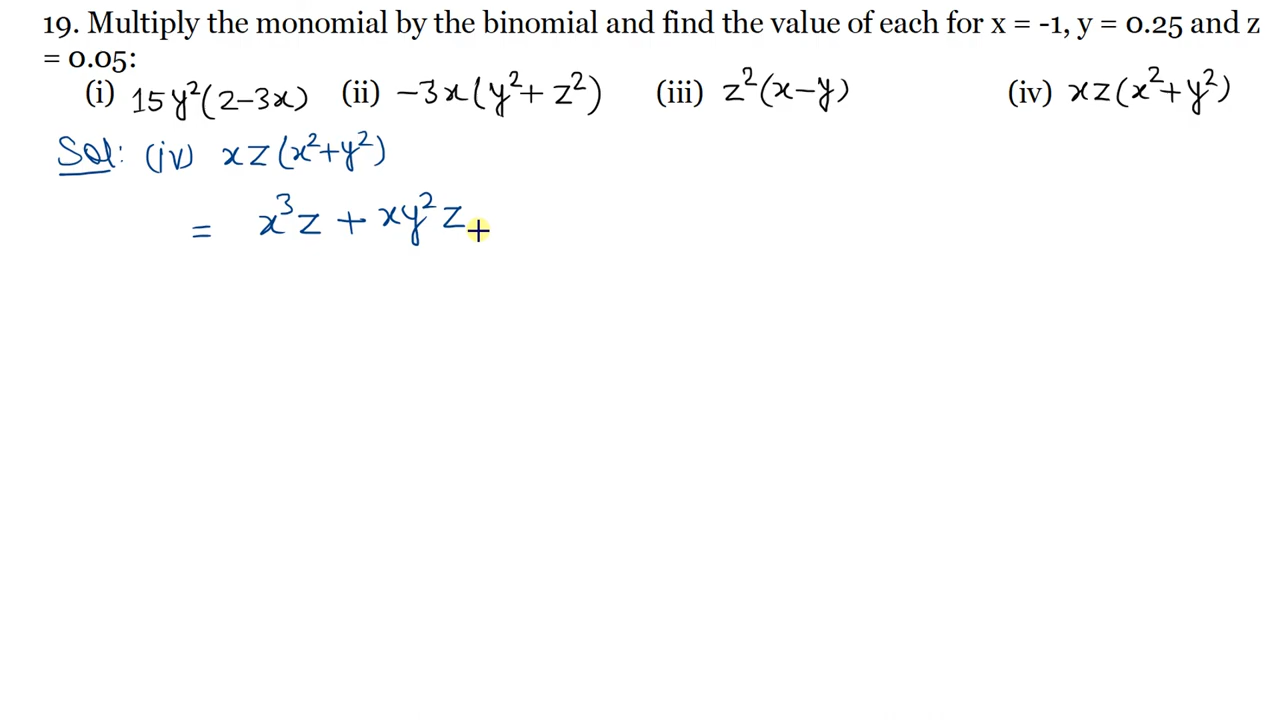 19. Multiply the monomial by the binomial and find the value of each for x = -1, y = 0.25 and z
= 0.05:
(i) 15y²(2-3x) (ii) -3x(y²+z²) (iii) z²(x-y) (iv) xz(x²+y²)
Sol: (iv) xz(x²+y²)
= x³z + xy²z